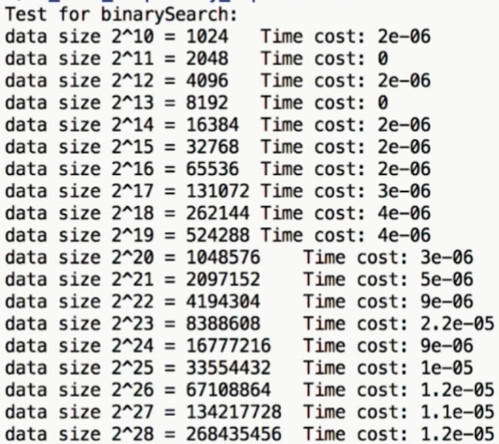 Test for binarySearch:
data size 2^10 = 1024   Time cost: 2e-06
data size 2^11 = 2048   Time cost: 0
data size 2^12 = 4096   Time cost: 2e-06
data size 2^13 = 8192   Time cost: 0
data size 2^14 = 16384  Time cost: 2e-06
data size 2^15 = 32768  Time cost: 2e-06
data size 2^16 = 65536  Time cost: 2e-06
data size 2^17 = 131072 Time cost: 3e-06
data size 2^18 = 262144 Time cost: 4e-06
data size 2^19 = 524288 Time cost: 4e-06
data size 2^20 = 1048576    Time cost: 3e-06
data size 2^21 = 2097152    Time cost: 5e-06
data size 2^22 = 4194304    Time cost: 9e-06
data size 2^23 = 8388608    Time cost: 2.2e-05
data size 2^24 = 16777216   Time cost: 9e-06
data size 2^25 = 33554432   Time cost: 1e-05
data size 2^26 = 67108864   Time cost: 1.2e-05
data size 2^27 = 134217728  Time cost: 1.1e-05
data size 2^28 = 268435456  Time cost: 1.2e-05